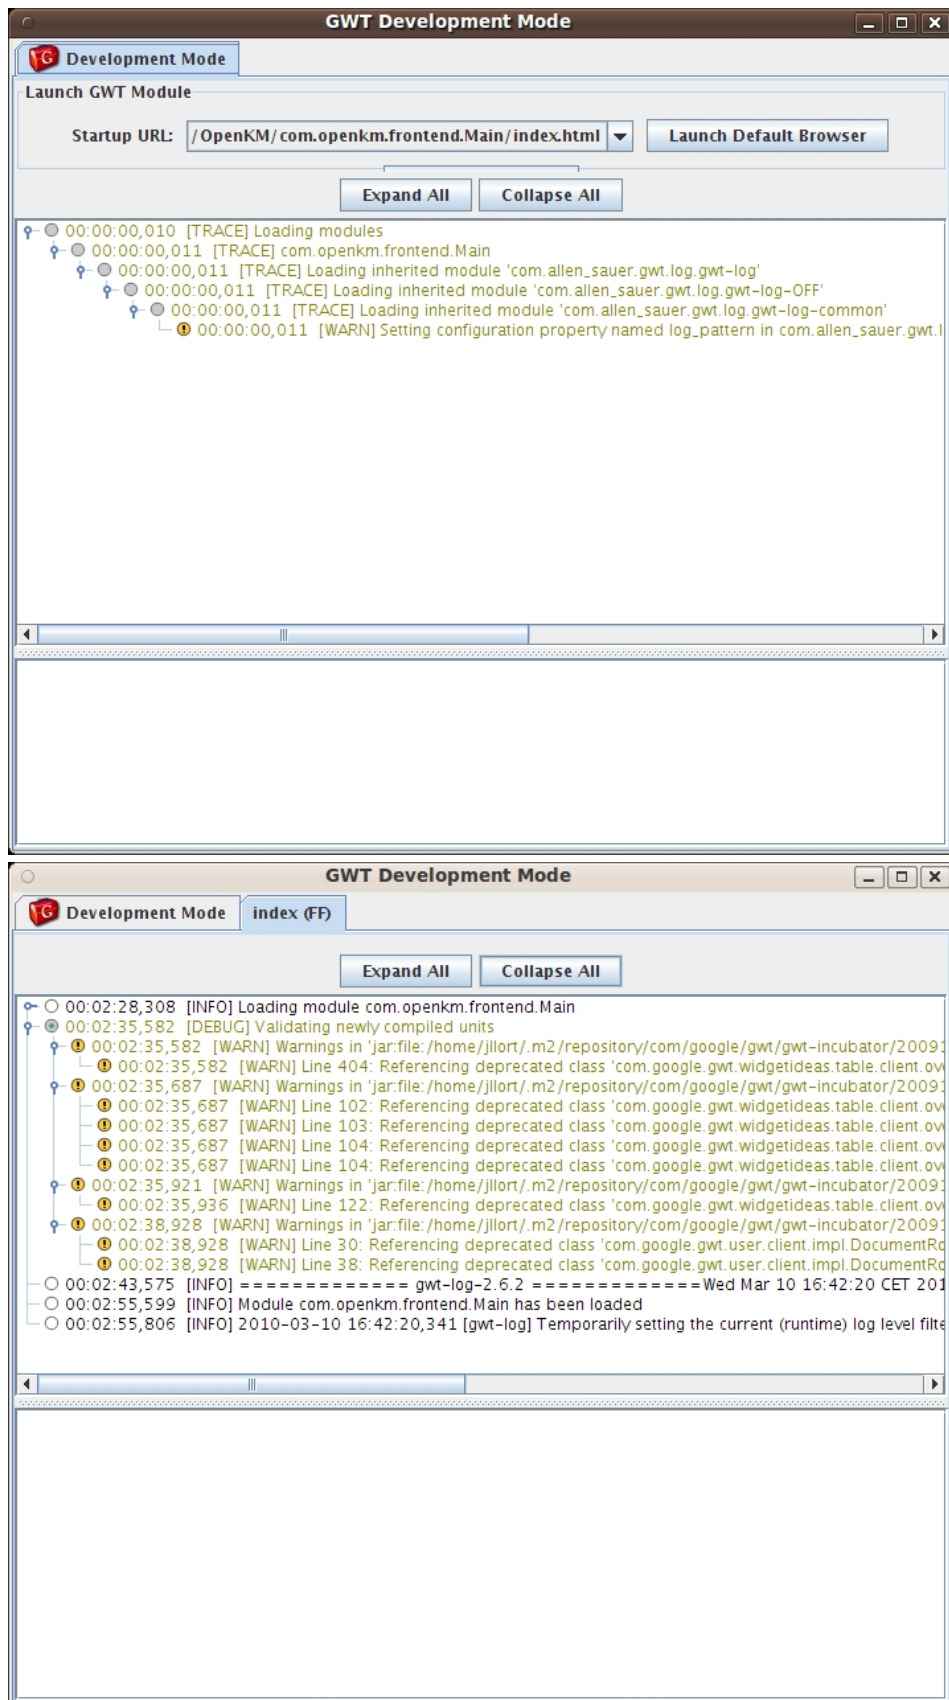 GWT Development Mode
Development Mode
Launch GWT Module
Startup URL: /OpenKM/com.openkm.frontend.Main/index.html Launch Default Browser
Expand All Collapse All
00:00:00,010 [TRACE] Loading modules
00:00:00,011 [TRACE] com.openkm.frontend.Main
00:00:00,011 [TRACE] Loading inherited module 'com.allen_sauer.gwt.log.gwt-log'
00:00:00,011 [TRACE] Loading inherited module 'com.allen_sauer.gwt.log.gwt-log-OFF'
00:00:00,011 [TRACE] Loading inherited module 'com.allen_sauer.gwt.log.gwt-log-common'
00:00:00,011 [WARN] Setting configuration property named log_pattern in com.allen_sauer.gwt.l
GWT Development Mode
Development Mode index (FF)
Expand All Collapse All
00:02:28,308 [INFO] Loading module com.openkm.frontend.Main
00:02:35,582 [DEBUG] Validating newly compiled units
00:02:35,582 [WARN] Warnings in 'jar:file:/home/jllort/.m2/repository/com/google/gwt/gwt-incubator/20091
00:02:35,582 [WARN] Line 404: Referencing deprecated class 'com.google.gwt.widgetideas.table.client.ov
00:02:35,687 [WARN] Warnings in 'jar:file:/home/jllort/.m2/repository/com/google/gwt/gwt-incubator/20091
00:02:35,687 [WARN] Line 102: Referencing deprecated class 'com.google.gwt.widgetideas.table.client.ov
00:02:35,687 [WARN] Line 103: Referencing deprecated class 'com.google.gwt.widgetideas.table.client.ov
00:02:35,687 [WARN] Line 104: Referencing deprecated class 'com.google.gwt.widgetideas.table.client.ov
00:02:35,687 [WARN] Line 104: Referencing deprecated class 'com.google.gwt.widgetideas.table.client.ov
00:02:35,921 [WARN] Warnings in 'jar:file:/home/jllort/.m2/repository/com/google/gwt/gwt-incubator/20091
00:02:35,936 [WARN] Line 122: Referencing deprecated class 'com.google.gwt.widgetideas.table.client.ov
00:02:38,928 [WARN] Warnings in 'jar:file:/home/jllort/.m2/repository/com/google/gwt/gwt-incubator/20091
00:02:38,928 [WARN] Line 30: Referencing deprecated class 'com.google.gwt.user.client.impl.DocumentRo
00:02:38,928 [WARN] Line 38: Referencing deprecated class 'com.google.gwt.user.client.impl.DocumentRo
00:02:43,575 [INFO] ============= gwt-log-2.6.2 =============Wed Mar 10 16:42:20 CET 201
00:02:55,599 [INFO] Module com.openkm.frontend.Main has been loaded
00:02:55,806 [INFO] 2010-03-10 16:42:20,341 [gwt-log] Temporarily setting the current (runtime) log level filte